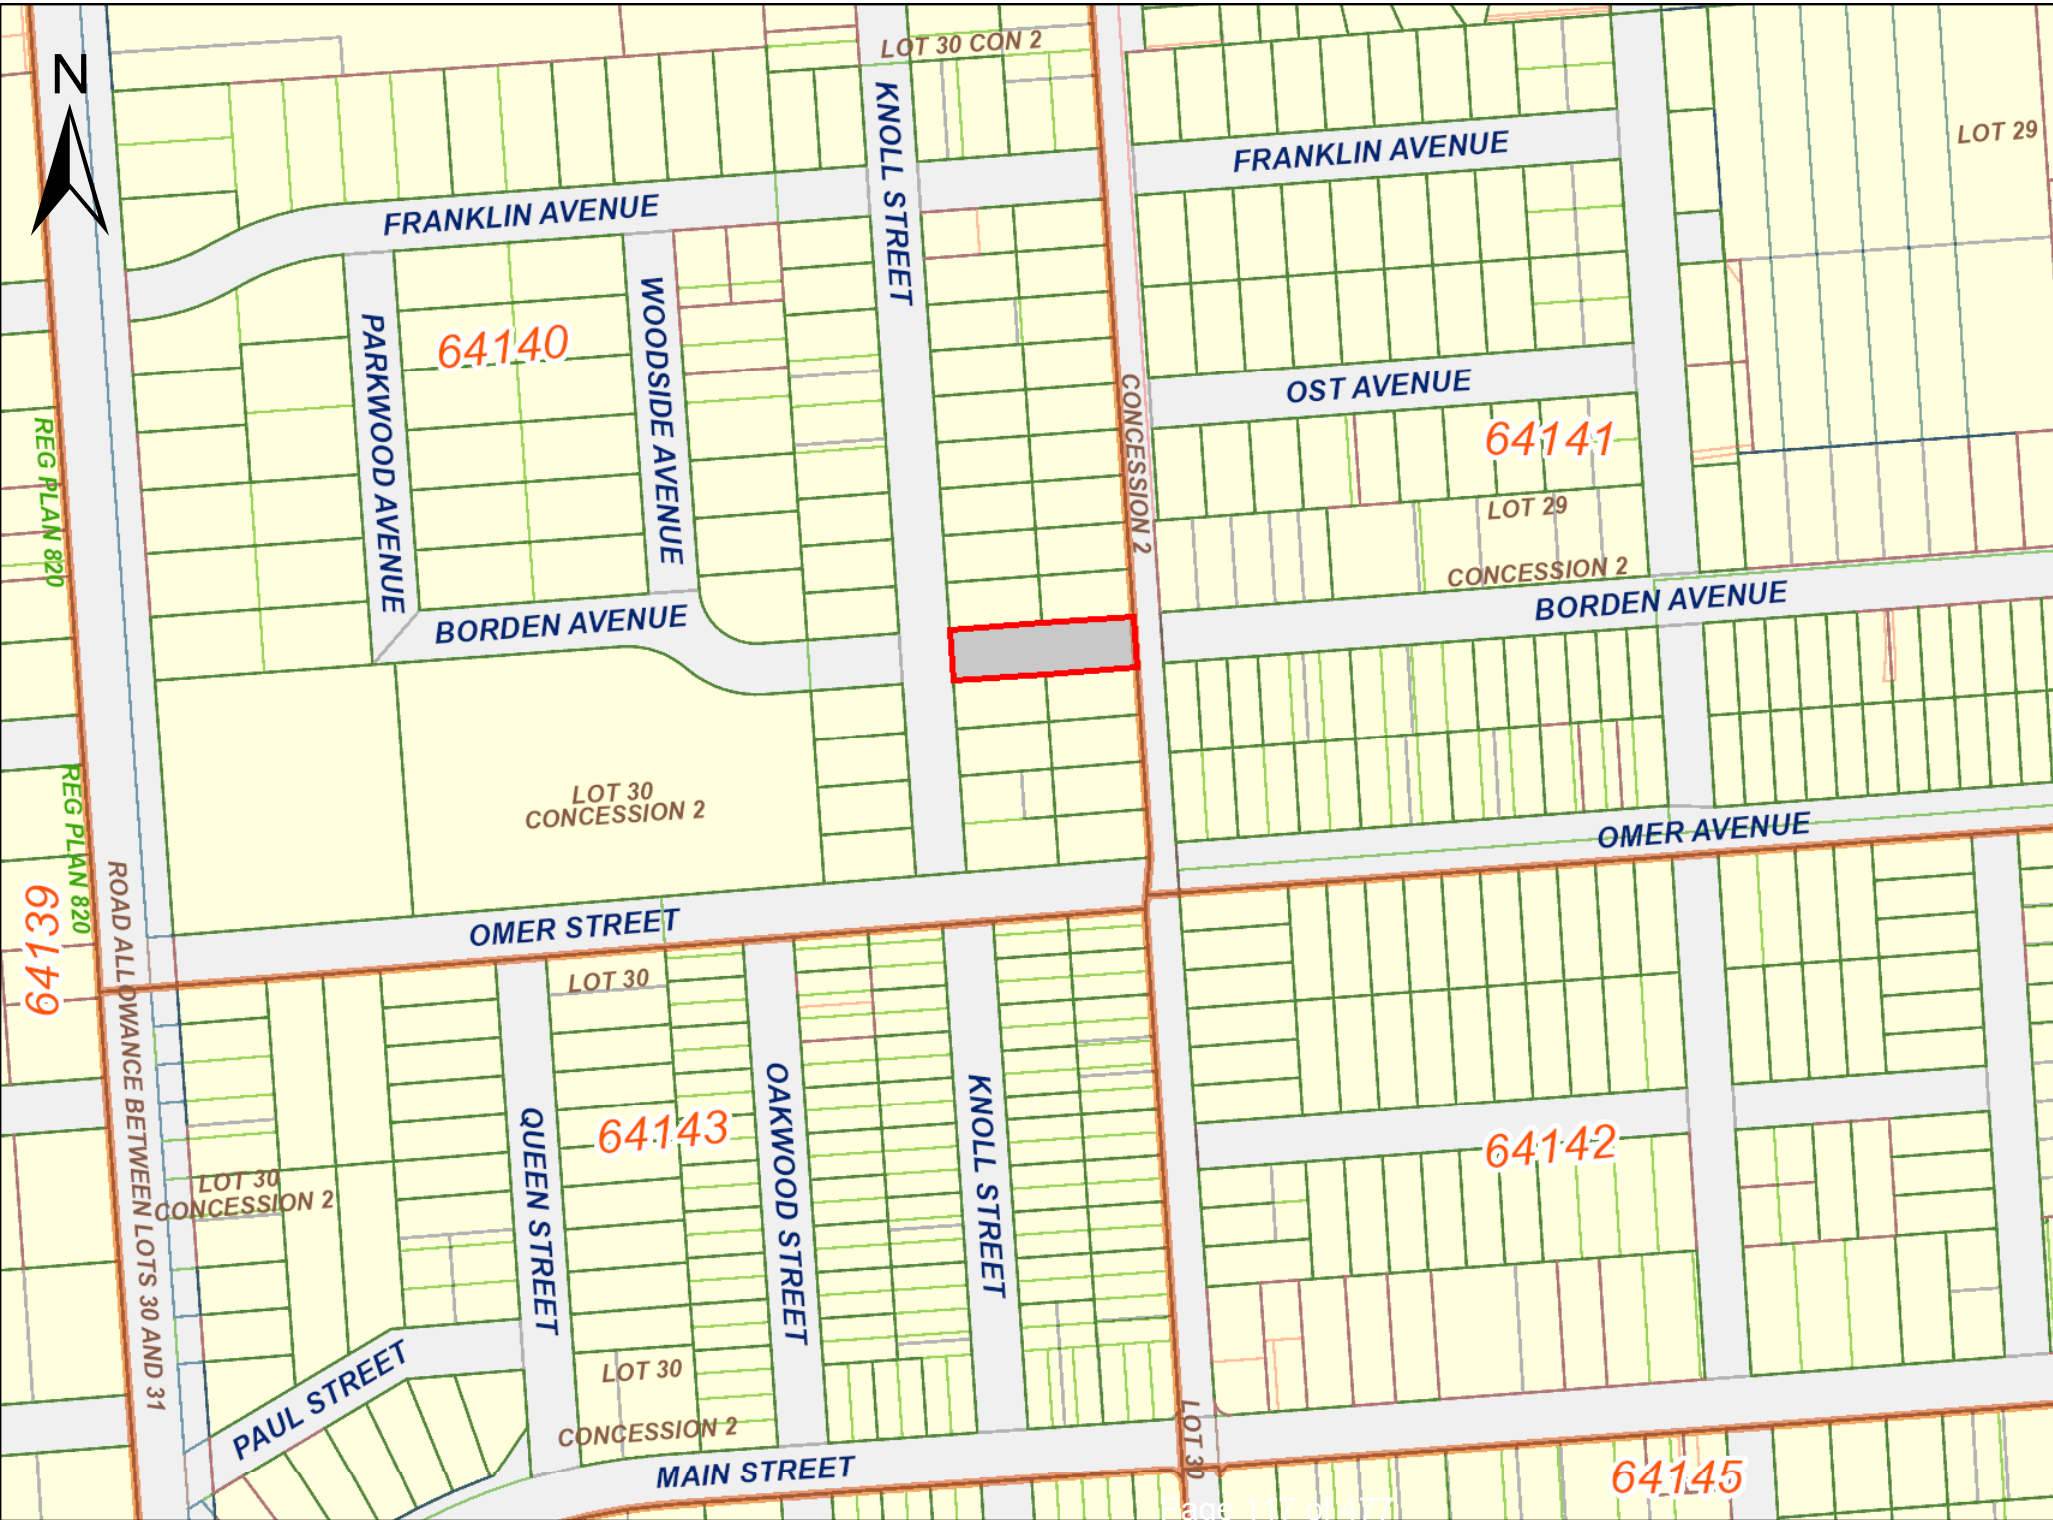 N
LOT 30 CON 2
KNOLL STREET
FRANKLIN AVENUE
LOT 29
FRANKLIN AVENUE
WOODSIDE AVENUE
PARKWOOD AVENUE
64140
CONCESSION 2
OST AVENUE
64141
REG PLAN 820
LOT 29
CONCESSION 2
BORDEN AVENUE
BORDEN AVENUE
REG PLAN 820
LOT 30
CONCESSION 2
OMER AVENUE
64139
ROAD ALLOWANCE BETWEEN LOTS 30 AND 31
OMER STREET
LOT 30
QUEEN STREET
64143
OAKWOOD STREET
KNOLL STREET
64142
LOT 30
CONCESSION 2
PAUL STREET
LOT 30
CONCESSION 2
LOT 30
MAIN STREET
64145
Page 117 of 477